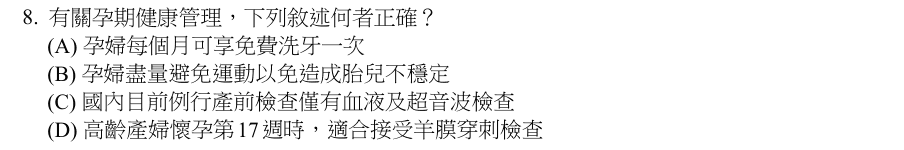 8. 有關孕期健康管理，下列敘述何者正確？
(A) 孕婦每個月可享免費洗牙一次
(B) 孕婦盡量避免運動以免造成胎兒不穩定
(C) 國內目前例行產前檢查僅有血液及超音波檢查
(D) 高齡產婦懷孕第 17 週時，適合接受羊膜穿刺檢查